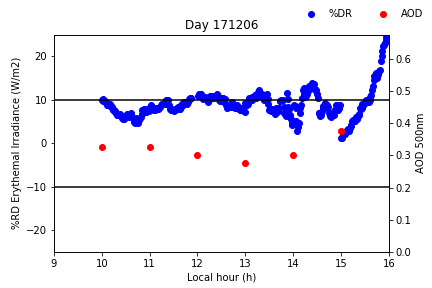 %DR AOD
Day 171206
%RD Erythermal Irradiance (W/m2)
20
10
0
−10
−20
AOD 500nm
0.6
0.5
0.4
0.3
0.2
0.1
0.0
9 10 11 12 13 14 15 16
Local hour (h)